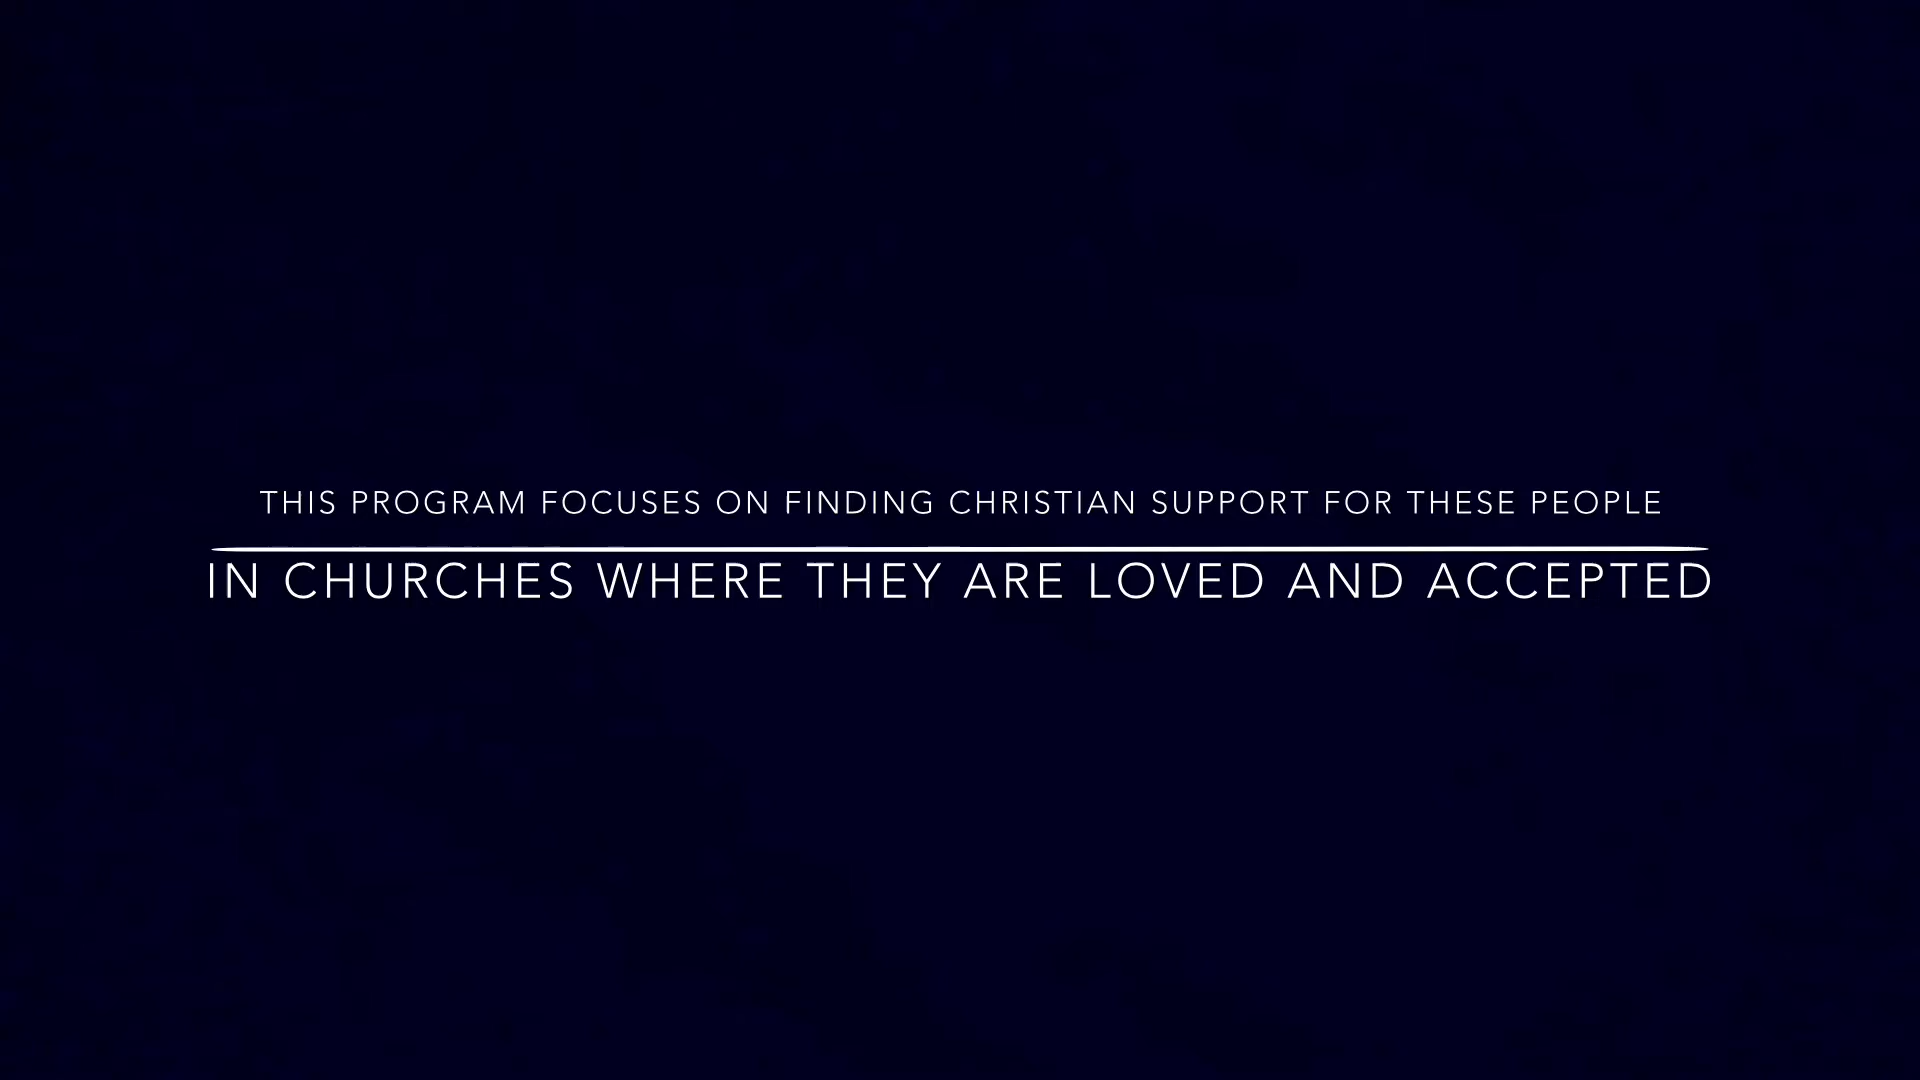 THIS PROGRAM FOCUSES ON FINDING CHRISTIAN SUPPORT FOR THESE PEOPLE
IN CHURCHES WHERE THEY ARE LOVED AND ACCEPTED